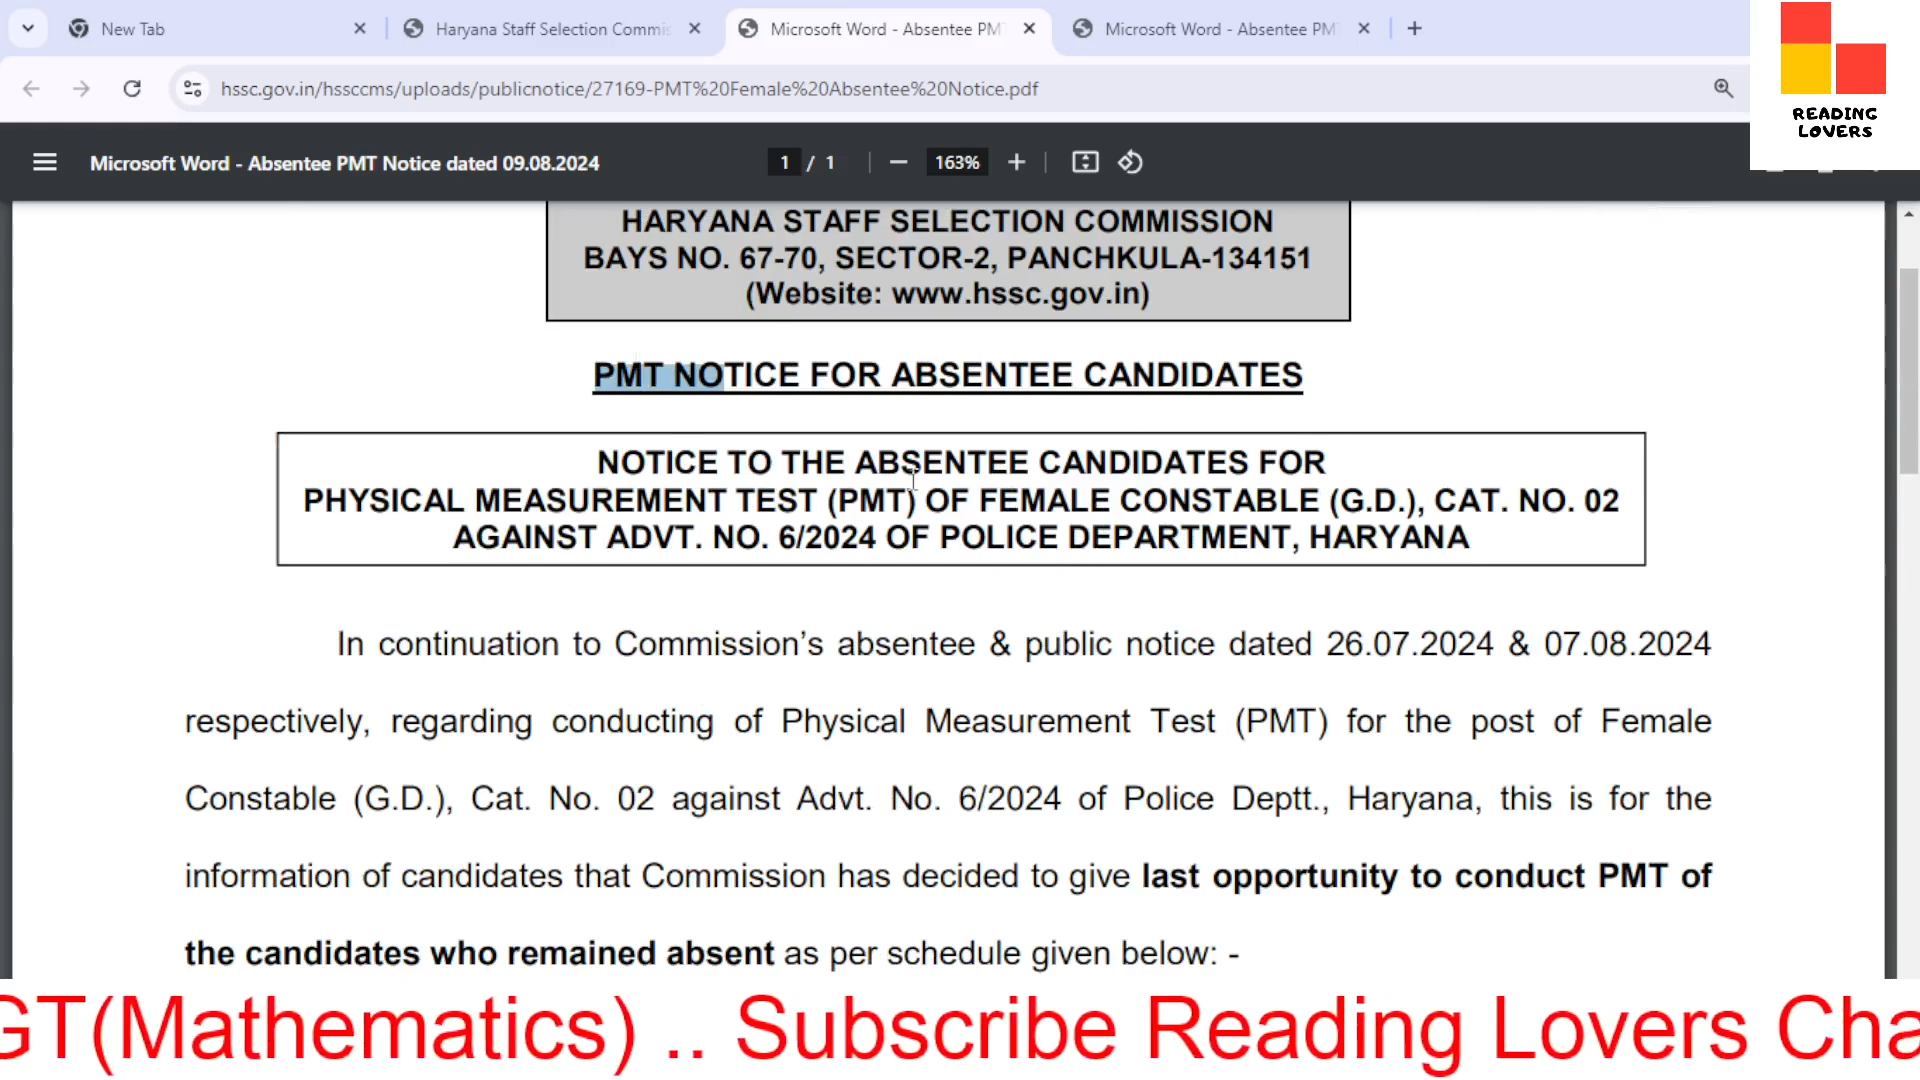 New Tab
Haryana Staff Selection Commis
Microsoft Word - Absentee PM
Microsoft Word - Absentee PM
hssc.gov.in/hssccms/uploads/publicnotice/27169-PMT%20Female%20Absentee%20Notice.pdf
READING
LOVERS
Microsoft Word - Absentee PMT Notice dated 09.08.2024
1 / 1
163%
HARYANA STAFF SELECTION COMMISSION
BAYS NO. 67-70, SECTOR-2, PANCHKULA-134151
(Website: www.hssc.gov.in)
PMT NOTICE FOR ABSENTEE CANDIDATES
NOTICE TO THE ABSENTEE CANDIDATES FOR
PHYSICAL MEASUREMENT TEST (PMT) OF FEMALE CONSTABLE (G.D.), CAT. NO. 02
AGAINST ADVT. NO. 6/2024 OF POLICE DEPARTMENT, HARYANA
In continuation to Commission’s absentee & public notice dated 26.07.2024 & 07.08.2024
respectively, regarding conducting of Physical Measurement Test (PMT) for the post of Female
Constable (G.D.), Cat. No. 02 against Advt. No. 6/2024 of Police Deptt., Haryana, this is for the
information of candidates that Commission has decided to give last opportunity to conduct PMT of
the candidates who remained absent as per schedule given below: -
GT(Mathematics) .. Subscribe Reading Lovers Cha